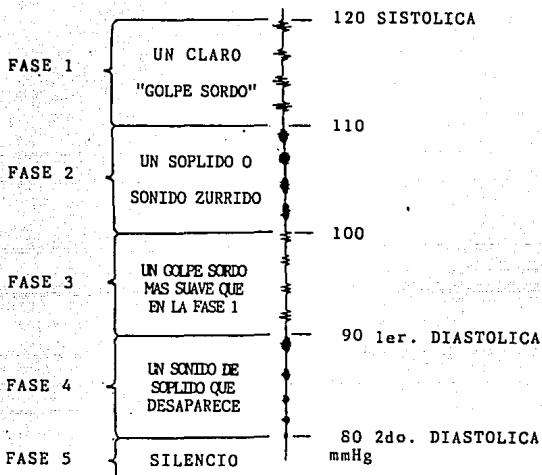 120 SISTOLICA
FASE 1
UN CLARO
"GOLPE SORDO"
110
FASE 2
UN SOPLIDO O
SONIDO ZURRIDO
100
FASE 3
UN GOLPE SORDO
MAS SUAVE QUE
EN LA FASE 1
90 1er. DIASTOLICA
FASE 4
UN SONIDO DE
SOPLIDO QUE
DESAPARECE
80 2do. DIASTOLICA
mmHg
FASE 5
SILENCIO